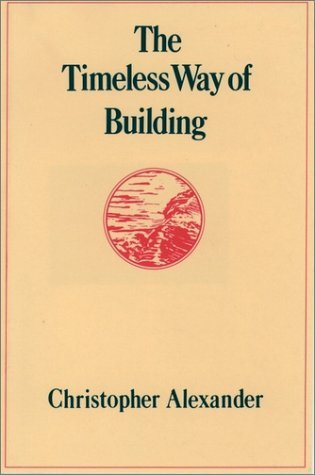 The
Timeless Way of
Building
Christopher Alexander